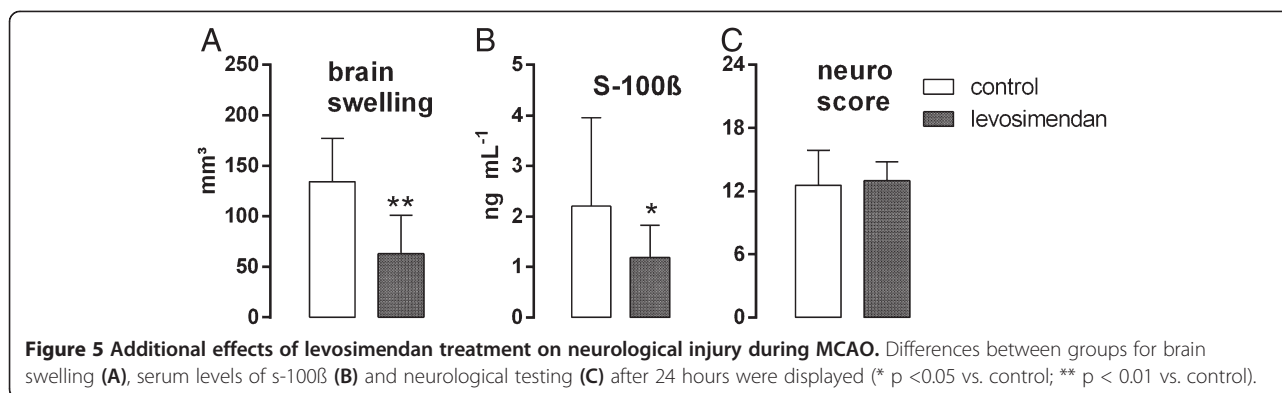 A
250
200
150
100
50
0
mm³
brain
swelling
**
B
5
4
3
2
1
0
ng mL⁻¹
S-100ß
*
C
24
18
12
6
0
neuro
score
control
levosimendan
Figure 5 Additional effects of levosimendan treatment on neurological injury during MCAO. Differences between groups for brain
swelling (A), serum levels of s-100ß (B) and neurological testing (C) after 24 hours were displayed (* p <0.05 vs. control; ** p < 0.01 vs. control).